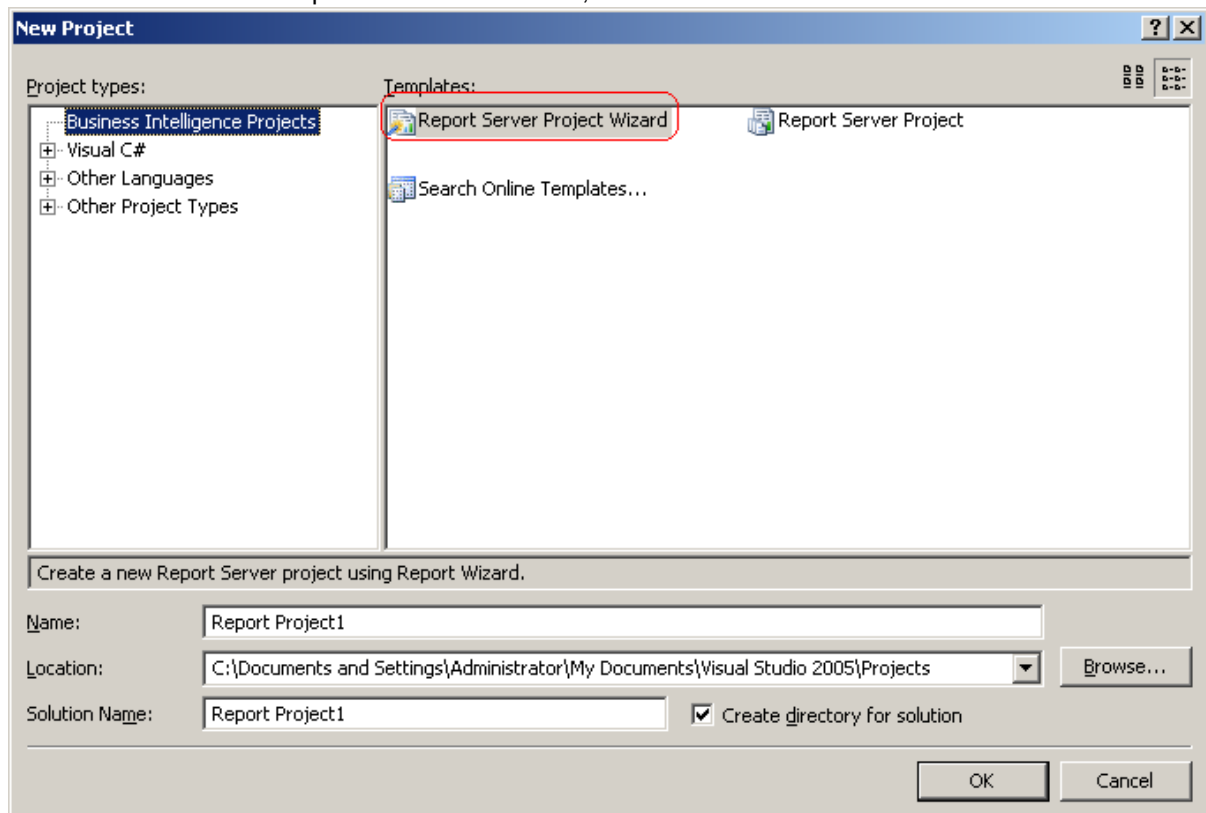 New Project
Project types:
Templates:
Business Intelligence Projects
Visual C#
Other Languages
Other Project Types
Report Server Project Wizard
Report Server Project
Search Online Templates...
Create a new Report Server project using Report Wizard.
Name:
Report Project1
Location:
C:\Documents and Settings\Administrator\My Documents\Visual Studio 2005\Projects
Browse...
Solution Name:
Report Project1
Create directory for solution
OK
Cancel